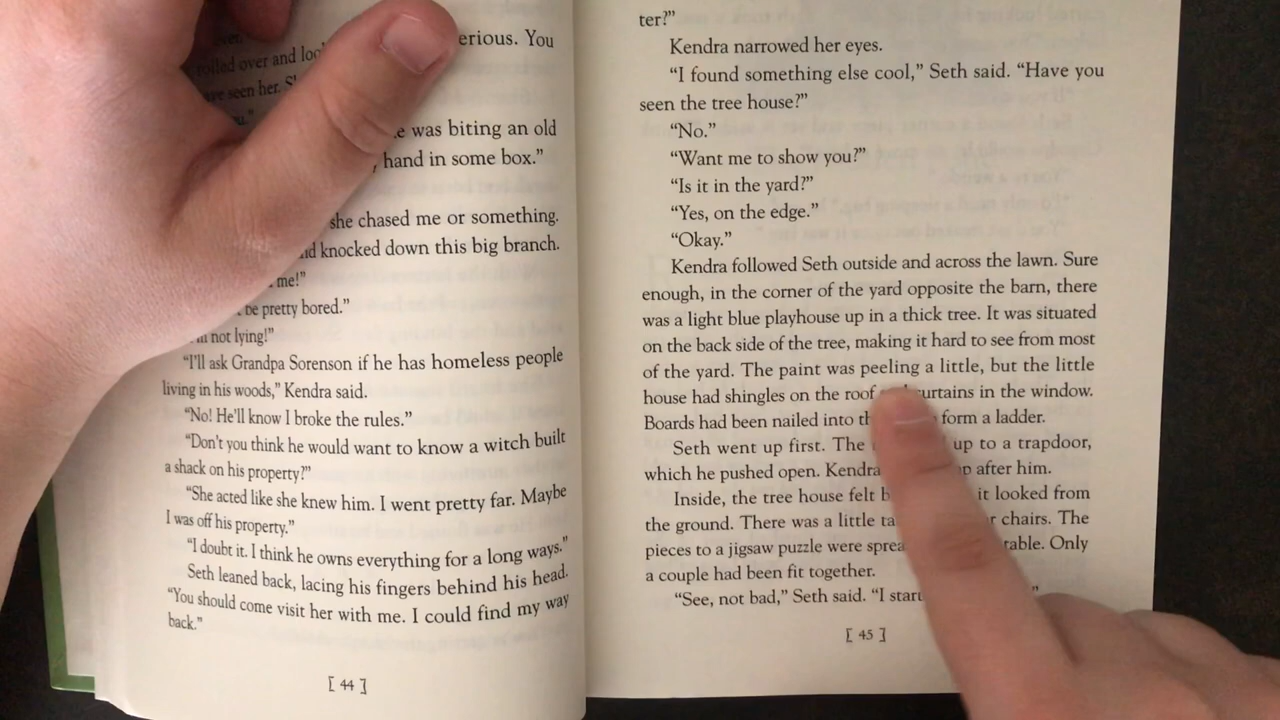 rolled over and
erious. You
seen her.
was biting an old
hand in some box.”
she chased me or something.
knocked down this big branch.
me!”
be pretty bored.”
not lying!”
“I’ll ask Grandpa Sorenson if he has homeless people
living in his woods,” Kendra said.
“No! He’ll know I broke the rules.”
“Don’t you think he would want to know a witch built
a shack on his property?”
“She acted like she knew him. I went pretty far. Maybe
I was off his property.”
“I doubt it. I think he owns everything for a long ways.”
Seth leaned back, lacing his fingers behind his head.
“You should come visit her with me. I could find my way
back.”
[ 44 ]
ter?”
Kendra narrowed her eyes.
“I found something else cool,” Seth said. “Have you
seen the tree house?”
“No.”
“Want me to show you?”
“Is it in the yard?”
“Yes, on the edge.”
“Okay.”
Kendra followed Seth outside and across the lawn. Sure
enough, in the corner of the yard opposite the barn, there
was a light blue playhouse up in a thick tree. It was situated
on the back side of the tree, making it hard to see from most
of the yard. The paint was peeling a little, but the little
house had shingles on the roof curtains in the window.
Boards had been nailed into form a ladder.
Seth went up first. The up to a trapdoor,
which he pushed open. Kendra after him.
Inside, the tree house felt it looked from
the ground. There was a little chairs. The
pieces to a jigsaw puzzle were table. Only
a couple had been fit together.
“See, not bad,” Seth said. “I
[ 45 ]